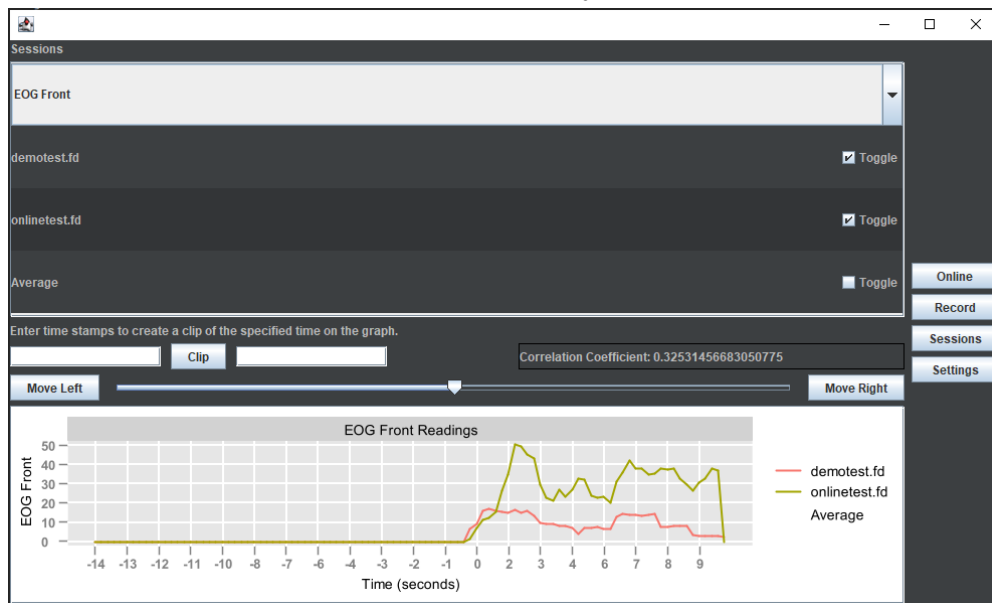 Sessions
EOG Front
demotest.fd Toggle
onlinetest.fd Toggle
Average Toggle
Online
Record
Sessions
Settings
Enter time stamps to create a clip of the specified time on the graph.
Clip Correlation Coefficient: 0.32531456683050775
Move Left Move Right
EOG Front Readings
EOG Front
50
40
30
20
10
0
-14 -13 -12 -11 -10 -8 -7 -6 -4 -3 -2 -1 0 2 3 4 6 7 8 9
Time (seconds)
demotest.fd
onlinetest.fd
Average